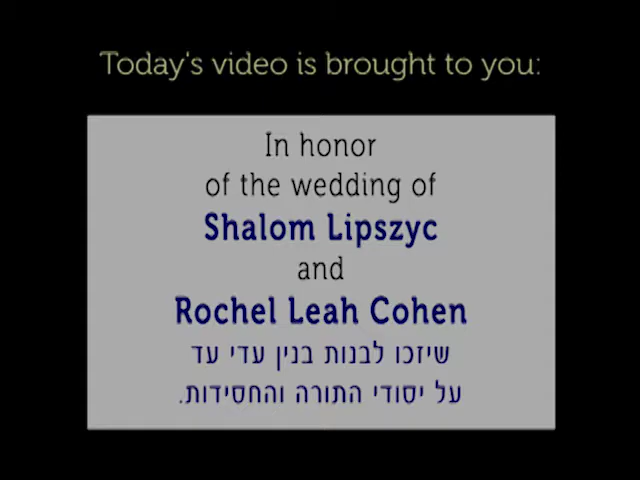 Today's video is brought to you:
In honor
of the wedding of
Shalom Lipszyc
and
Rochel Leah Cohen
שיזכו לבנות בנין עדי עד
על יסודי התורה והחסידות.